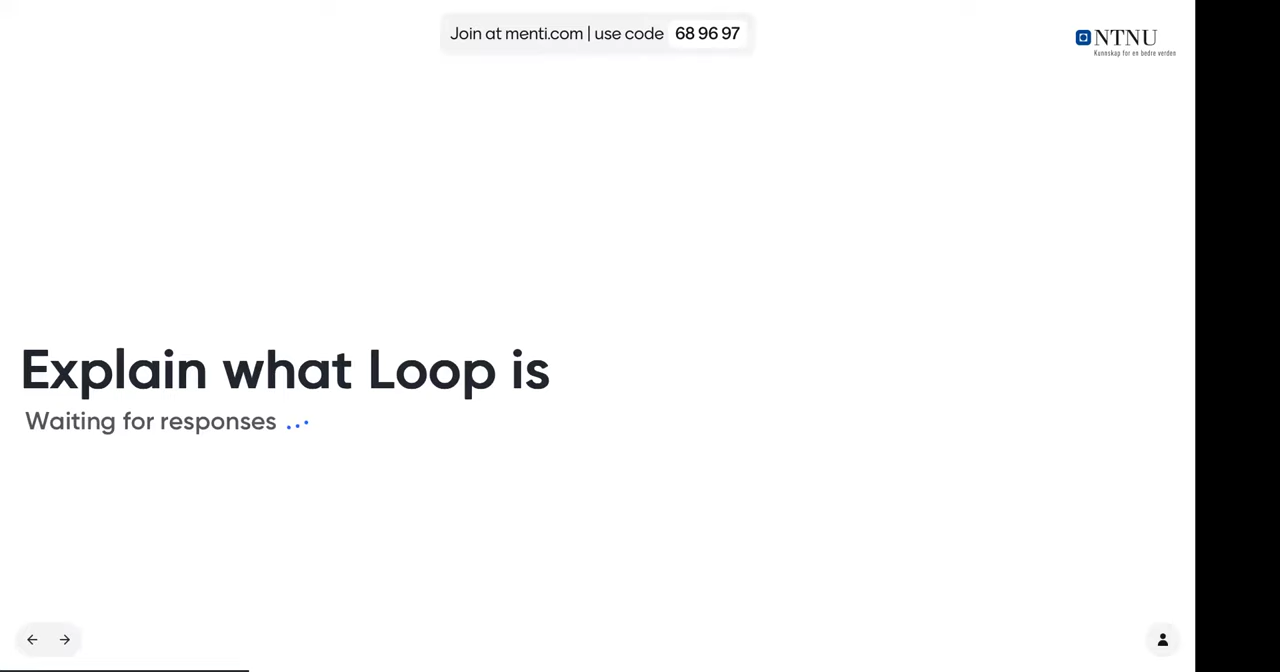 Join at menti.com | use code 68 96 97
NTNU
Kunnskap for en bedre verden
Explain what Loop is
Waiting for responses